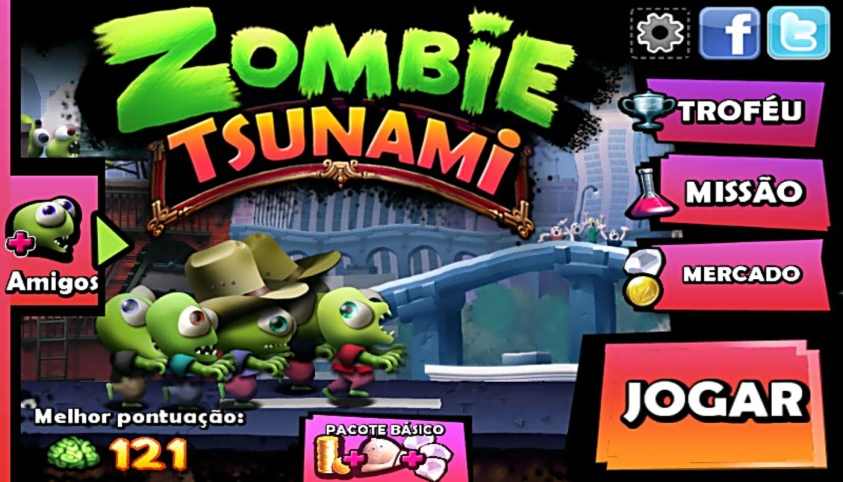 ZOMBIE
TSUNAMI
TROFÉU
MISSÃO
MERCADO
Amigos
JOGAR
Melhor pontuação:
121
PACOTE BÁSICO